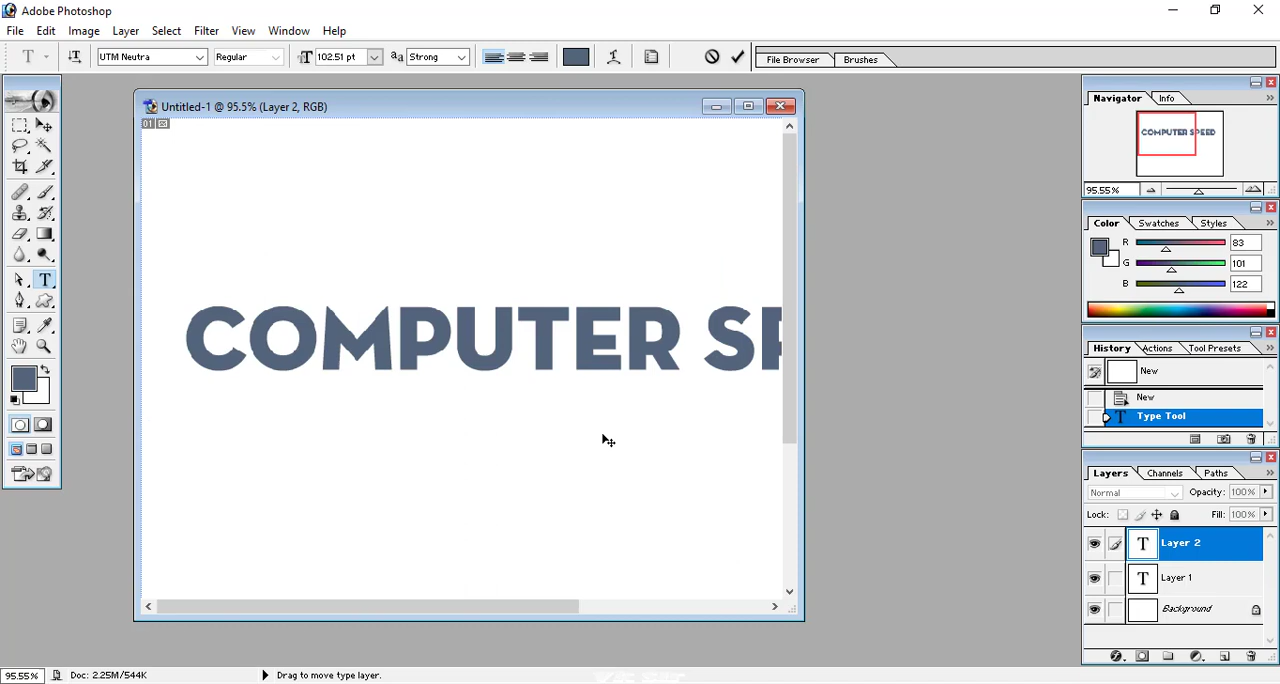 Adobe Photoshop
File Edit Image Layer Select Filter View Window Help
T T UTM Neutra Regular T 102.51 pt aa Strong File Browser Brushes
Untitled-1 @ 95.5% (Layer 2, RGB)
01
COMPUTER SP
T
Navigator Info
COMPUTER SPEED
95.55%
Color Swatches Styles
R 83
G 101
B 122
History Actions Tool Presets
New
New
T Type Tool
Layers Channels Paths
Normal Opacity: 100%
Lock: Fill: 100%
T Layer 2
T Layer 1
Background
95.55% Doc: 2.25M/544K Drag to move type layer.